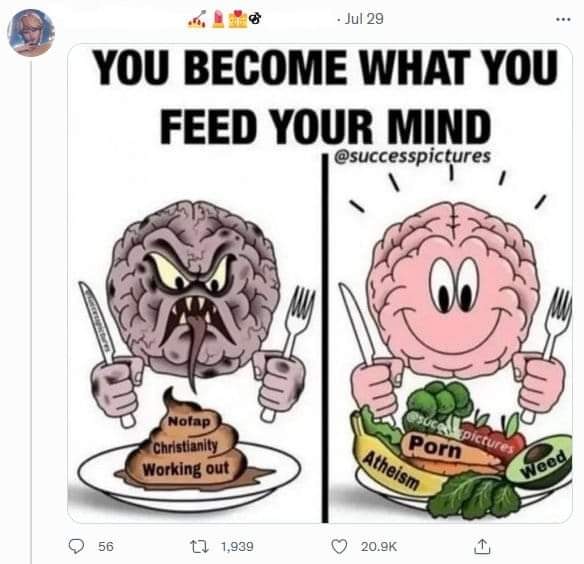 · Jul 29
YOU BECOME WHAT YOU
FEED YOUR MIND
@successpictures
Nofap
Christianity
Working out
@successpictures
Porn
Atheism
Weed
56
1,939
20.9K